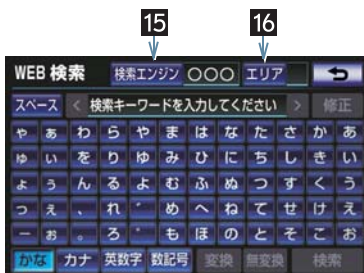 15 16
WEB 検索 検索エンジン ○○○ エリア
スペース < 検索キーワードを入力してください > 修正
ゃ ぁ わ ら や ま は な た さ か あ
ゅ ぃ を り ゆ み ひ に ち し き い
ょ ぅ ん る よ む ふ ぬ つ す く う
っ ぇ 、 れ ゛ め へ ね て せ け え
ー ぉ 。 ろ ゜ も ほ の と そ こ お
かな カナ 英数字 数記号 変換 無変換 検索